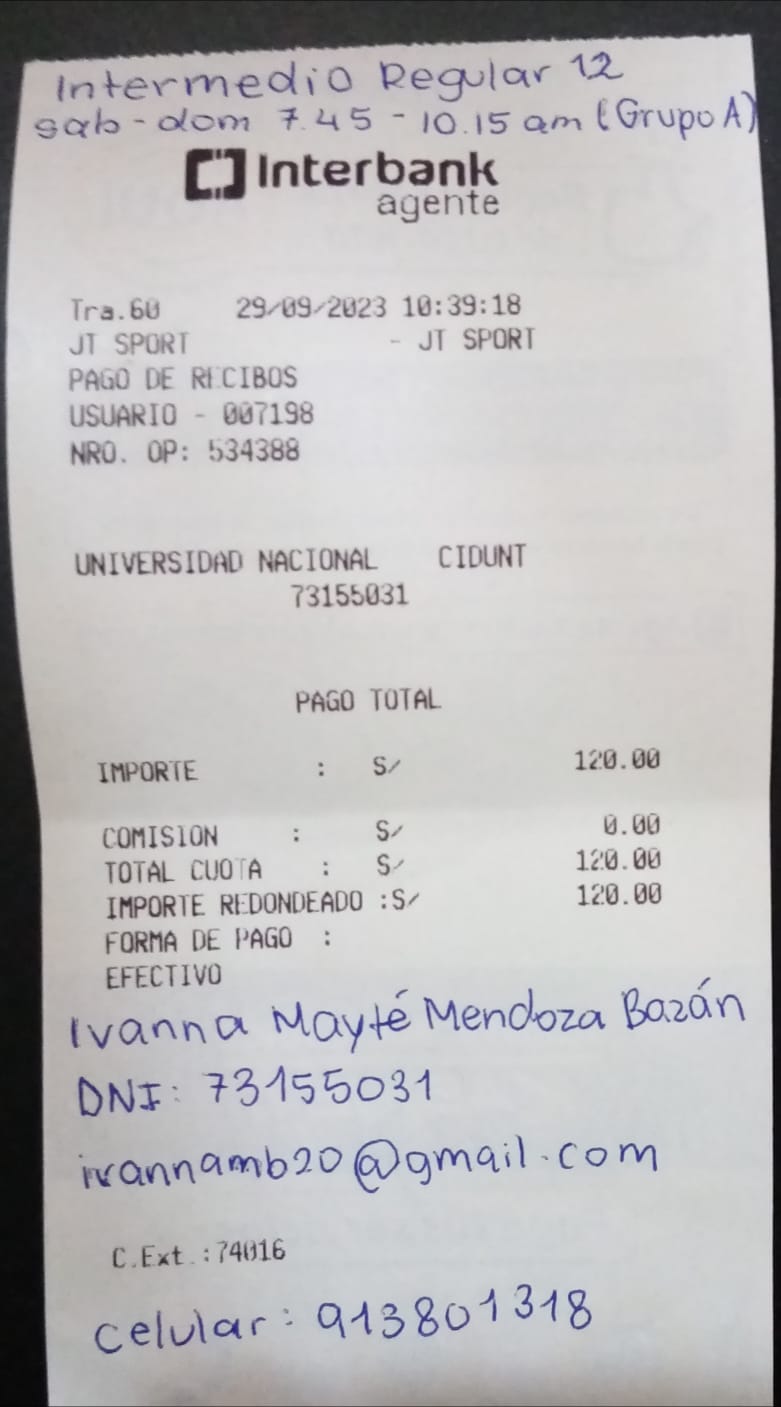 Intermedio Regular 12
sab-dom 7.45 - 10.15 am (Grupo A)
Interbank
agente
Tra.60 29/09/2023 10:39:18
JT SPORT - JT SPORT
PAGO DE RECIBOS
USUARIO - 007198
NRO. OP: 534388
UNIVERSIDAD NACIONAL CIDUNT
73155031
PAGO TOTAL
IMPORTE : S/ 120.00
COMISION : S/ 0.00
TOTAL CUOTA : S/ 120.00
IMPORTE REDONDEADO :S/ 120.00
FORMA DE PAGO :
EFECTIVO
Ivanna Mayté Mendoza Bazán
DNI: 73155031
ivannamb20@gmail.com
C.Ext.:74016
celular: 913801318